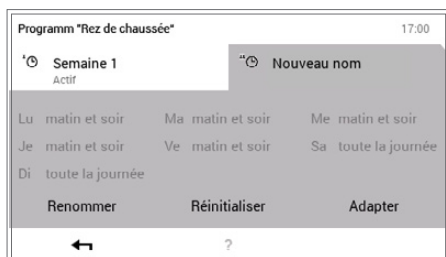 Programm "Rez de chaussée" 17:00
Semaine 1 Nouveau nom
Actif
Lu matin et soir Ma matin et soir Me matin et soir
Je matin et soir Ve matin et soir Sa toute la journée
Di toute la journée
Renommer Réinitialiser Adapter
?